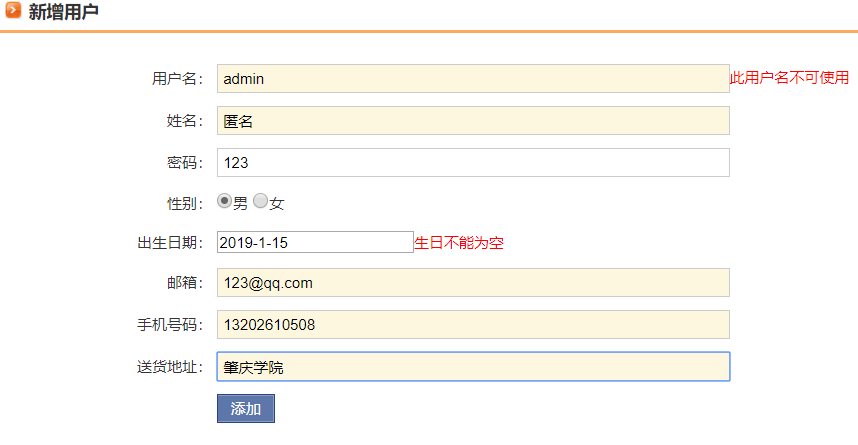 新增用户
用户名： admin 此用户名不可使用
姓名： 匿名
密码： 123
性别： 男 女
出生日期： 2019-1-15 生日不能为空
邮箱： 123@qq.com
手机号码： 13202610508
送货地址： 肇庆学院
添加